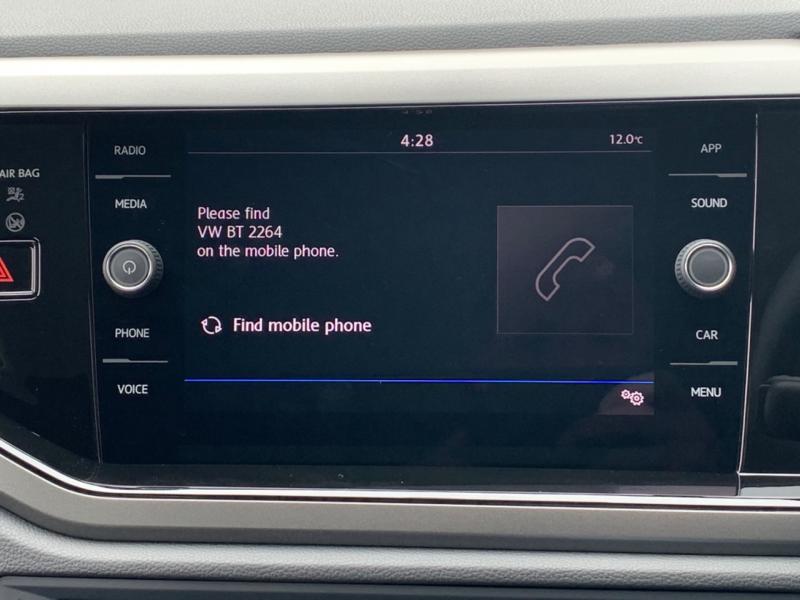 4:28
12.0°C
RADIO
APP
AIR BAG
MEDIA
SOUND
Please find
VW BT 2264
on the mobile phone.
Find mobile phone
PHONE
CAR
VOICE
MENU